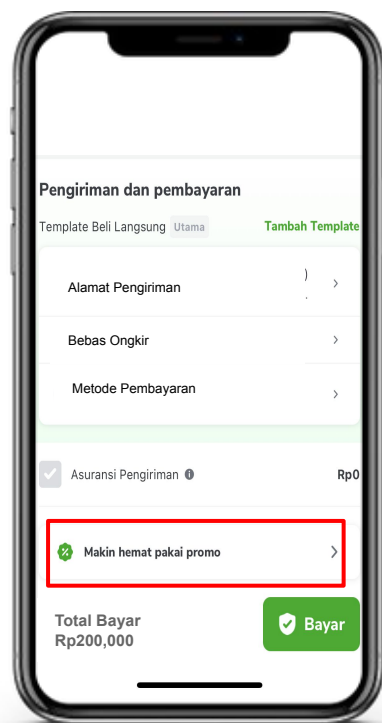 Pengiriman dan pembayaran
Template Beli Langsung Utama Tambah Template
Alamat Pengiriman
Bebas Ongkir
Metode Pembayaran
Asuransi Pengiriman Rp0
Makin hemat pakai promo
Total Bayar
Rp200,000
Bayar